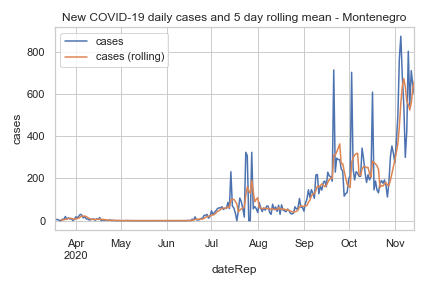 New COVID-19 daily cases and 5 day rolling mean - Montenegro
cases
cases (rolling)
800
600
400
200
0
cases
Apr
2020
May
Jun
Jul
Aug
Sep
Oct
Nov
dateRep